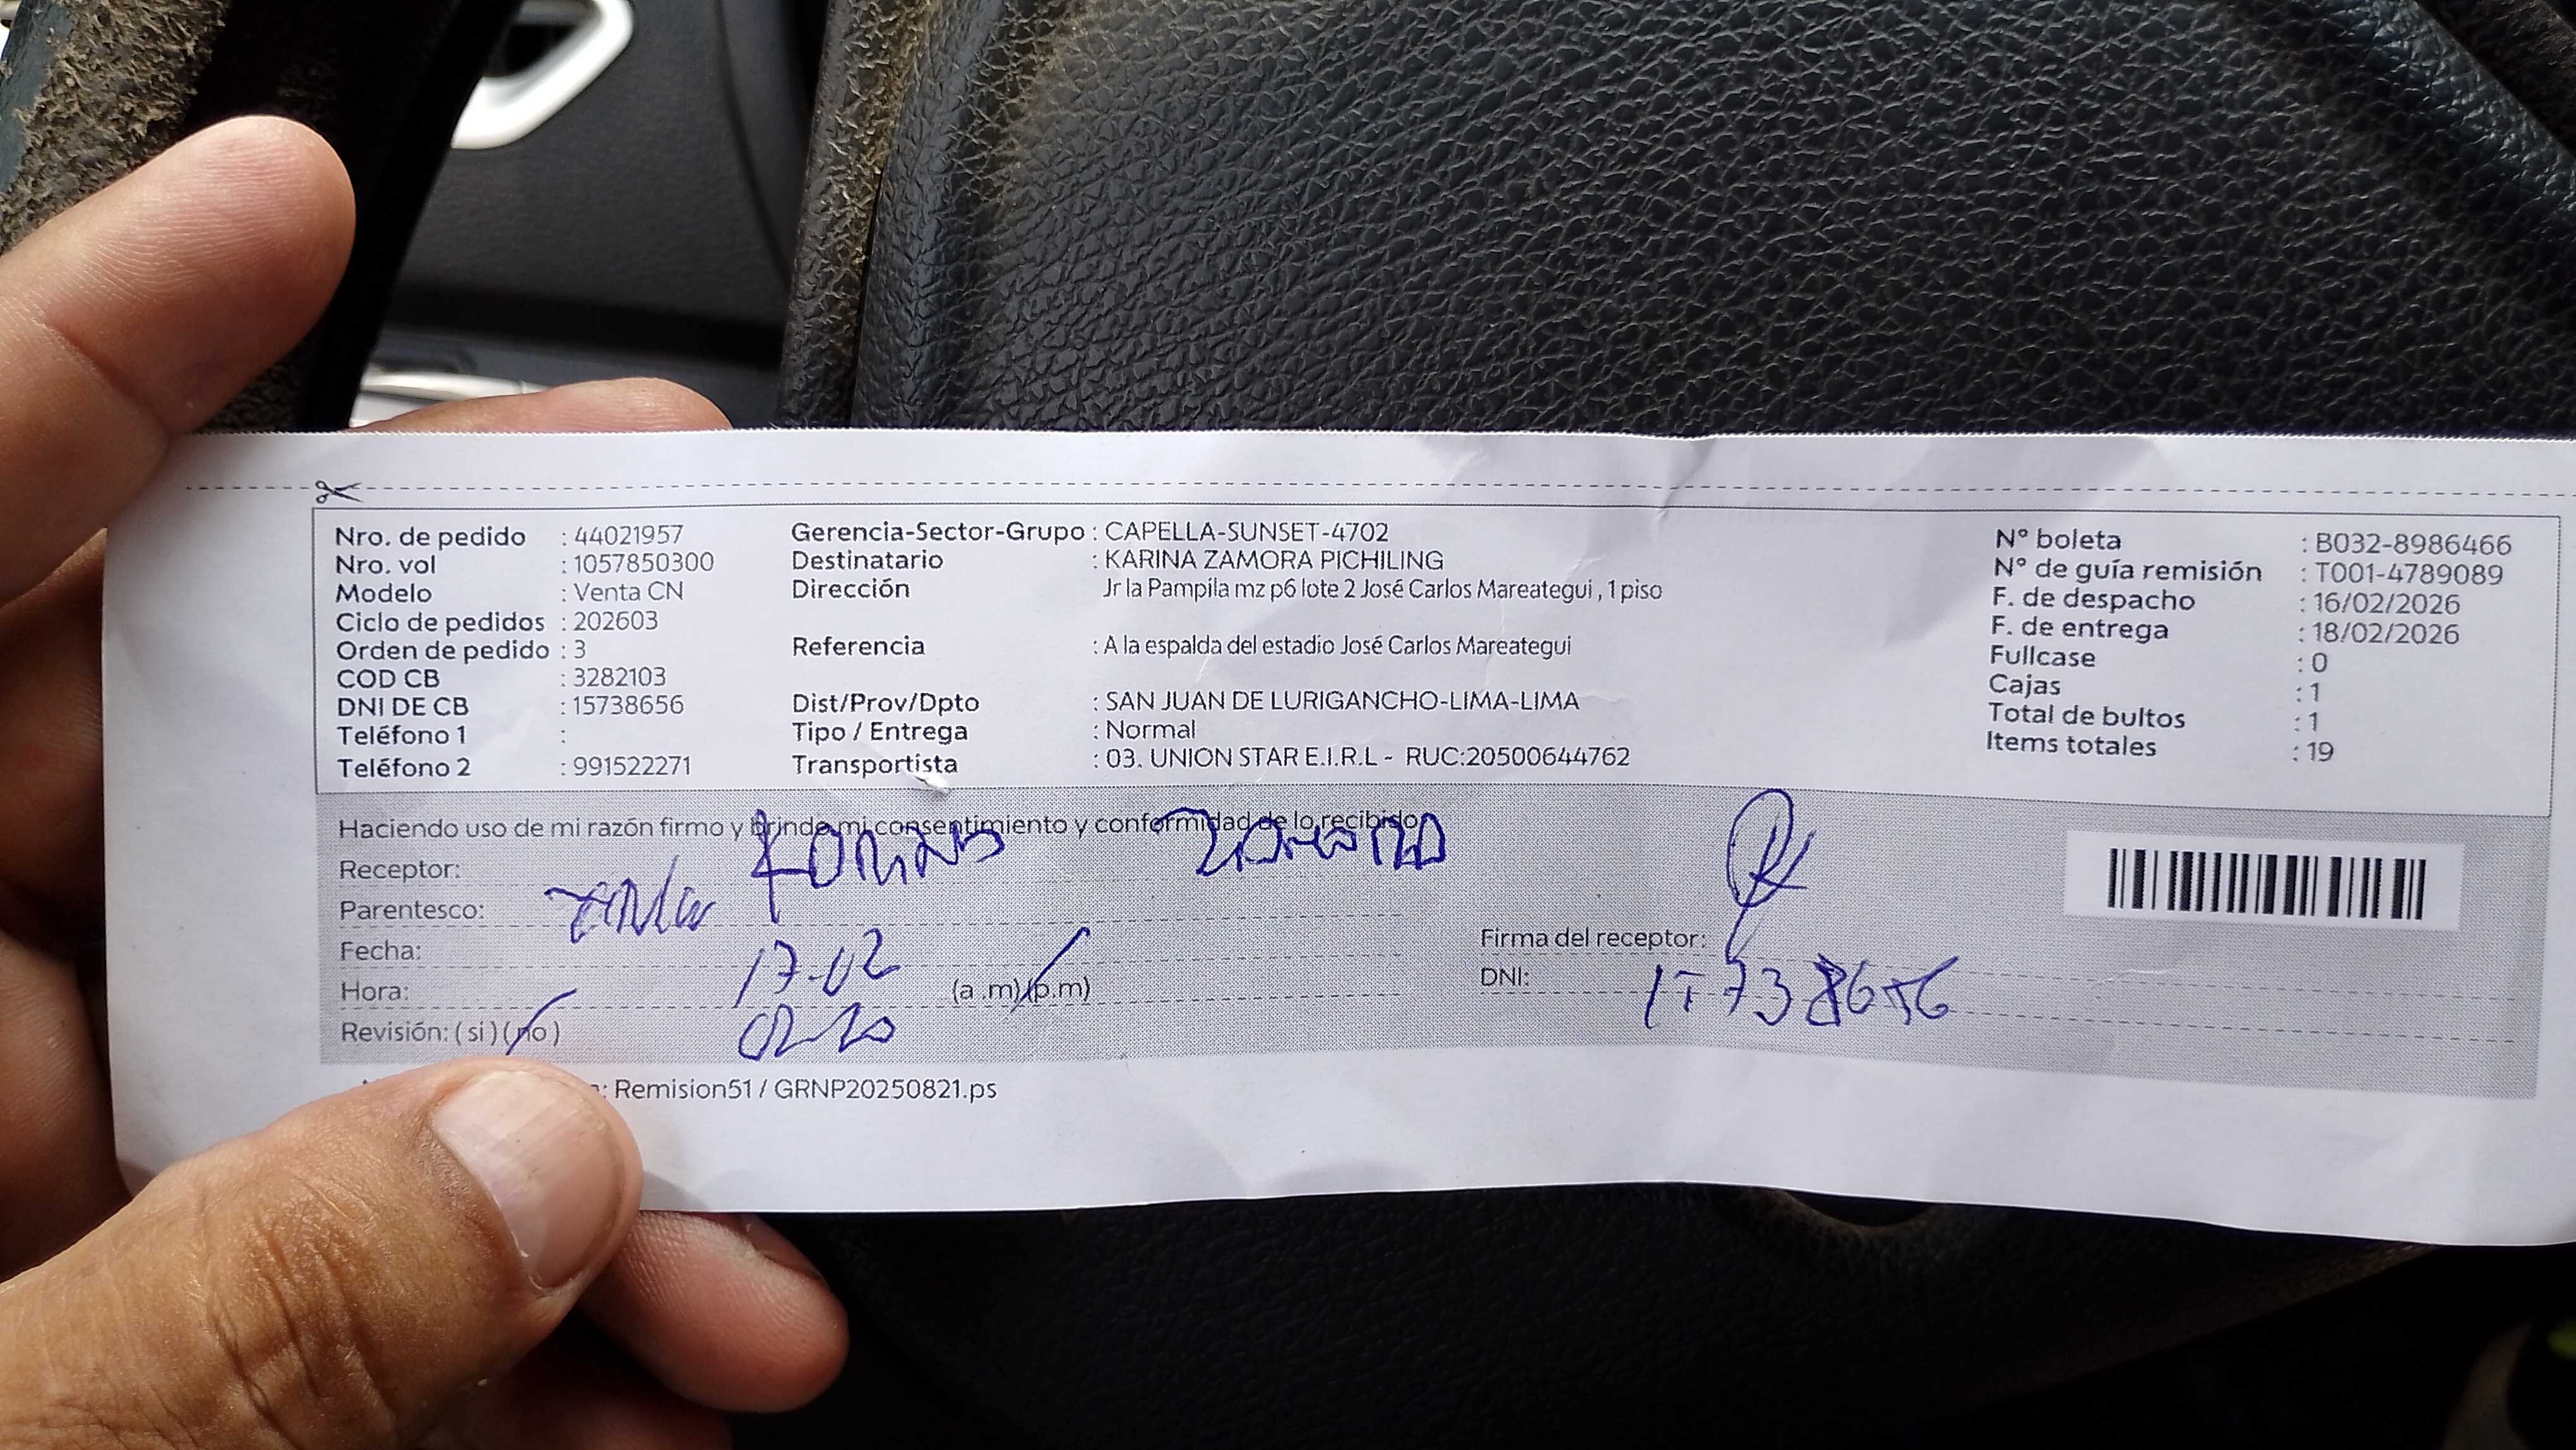 Nro. de pedido : 44021957
Nro. vol : 1057850300
Modelo : Venta CN
Ciclo de pedidos : 202603
Orden de pedido : 3
COD CB : 3282103
DNI DE CB : 15738656
Teléfono 1 :
Teléfono 2 : 991522271
Gerencia-Sector-Grupo : CAPELLA-SUNSET-4702
Destinatario : KARINA ZAMORA PICHILING
Dirección Jr la Pampila mz p6 lote 2 José Carlos Mareategui , 1 piso
Referencia : A la espalda del estadio José Carlos Mareategui
Dist/Prov/Dpto : SAN JUAN DE LURIGANCHO-LIMA-LIMA
Tipo / Entrega : Normal
Transportista : 03. UNION STAR E.I.R.L - RUC:20500644762
N° boleta : B032-8986466
N° de guía remisión : T001-4789089
F. de despacho : 16/02/2026
F. de entrega : 18/02/2026
Fullcase : 0
Cajas : 1
Total de bultos : 1
Items totales : 19
Haciendo uso de mi razón firmo y brindo mi consentimiento y conformidad de lo recibido
Receptor: Karina Zamora
Parentesco:
Fecha: 17-02
Hora: 02 20 (a .m) (p.m)
Revisión: ( si ) ( no )
Firma del receptor:
DNI: 15738656
: Remision51 / GRNP20250821.ps